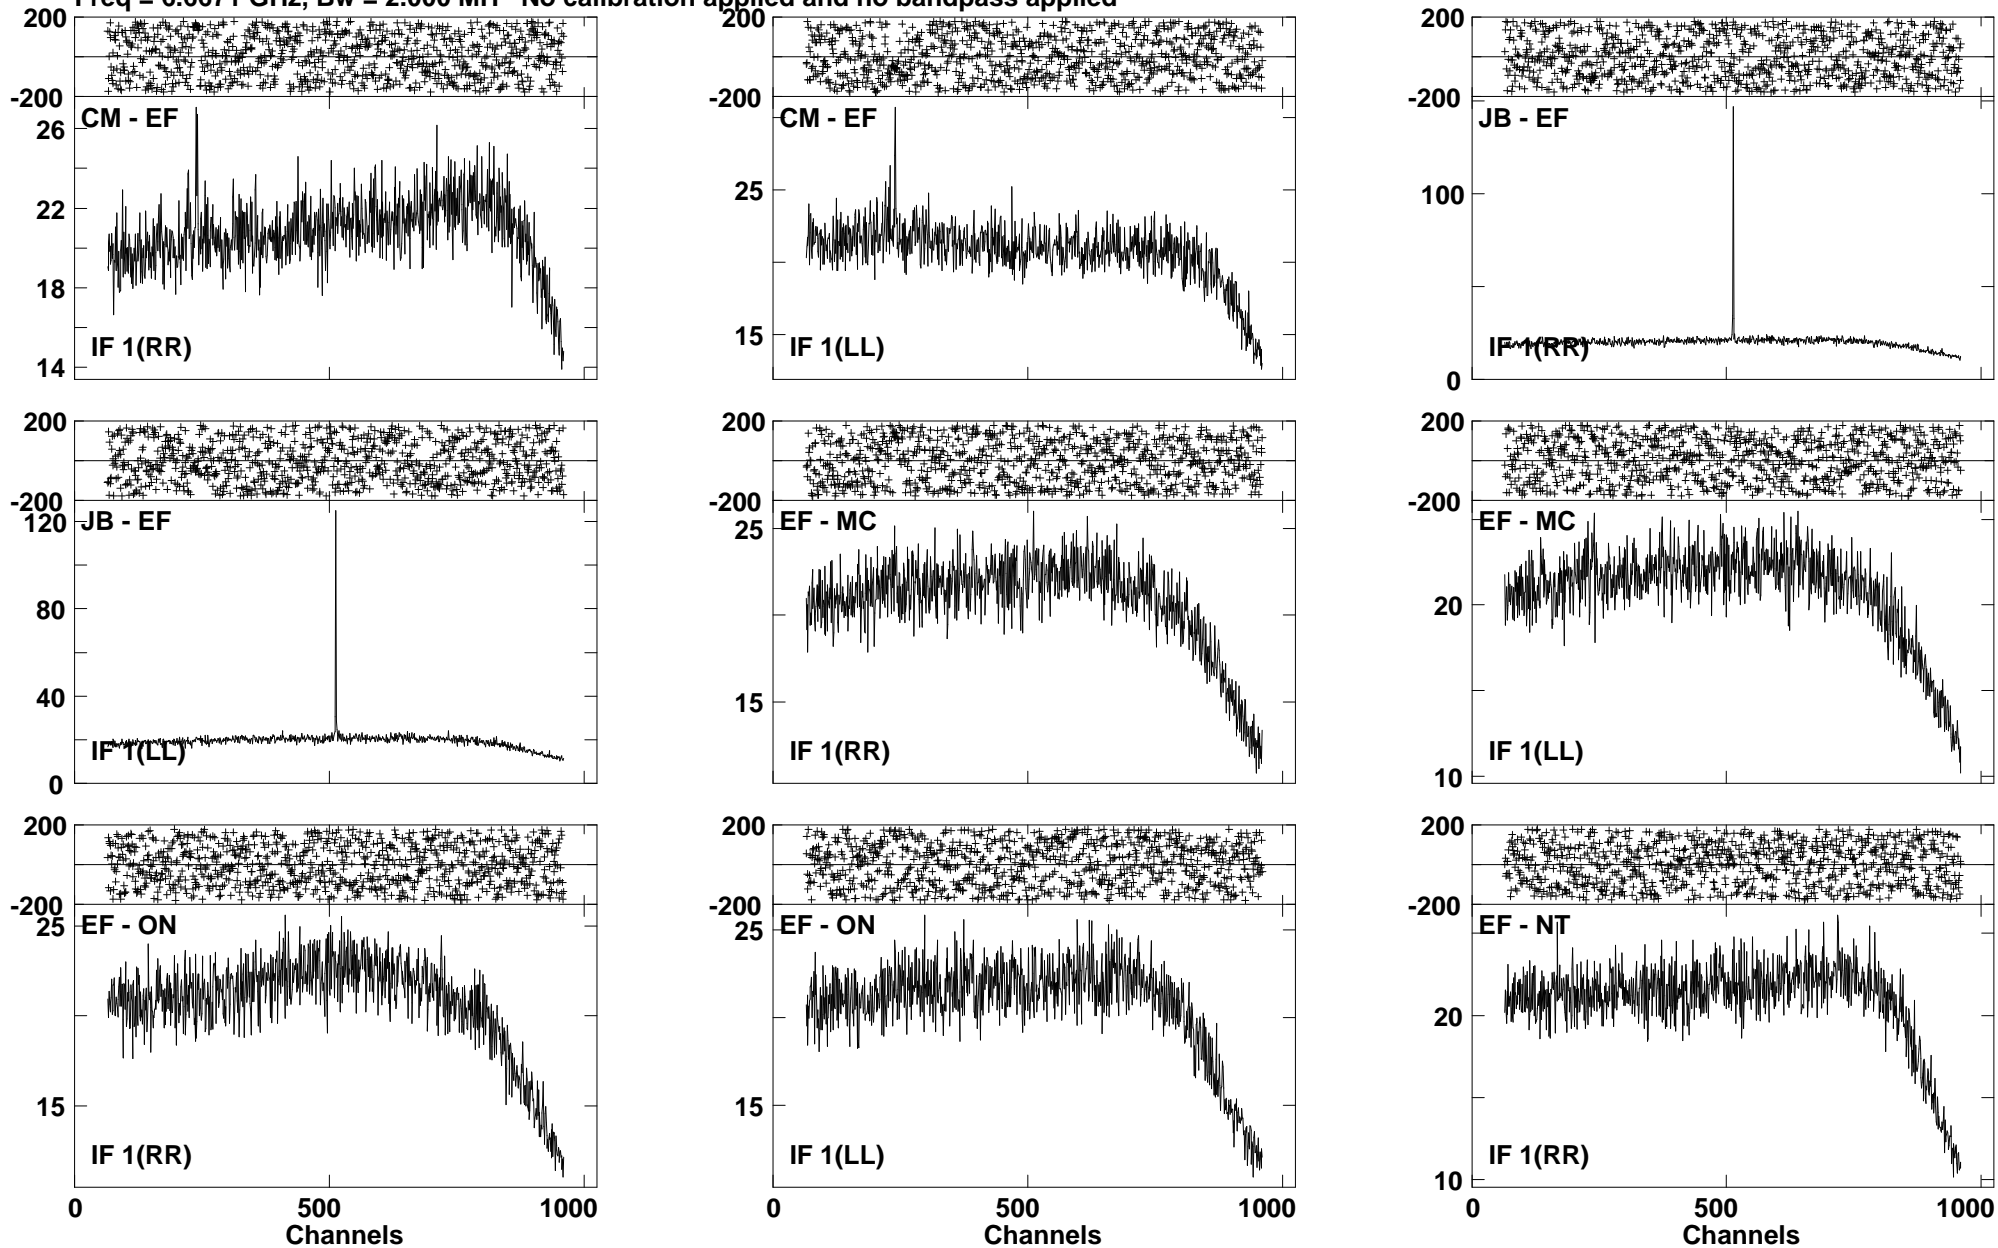 No calibration applied and no bandpass applied
200
-200
CM - EF
26
22
18
14
IF 1(RR)
200
-200
CM - EF
25
15
IF 1(LL)
200
-200
JB - EF
100
0
IF 1(RR)
200
-200
JB - EF
120
80
40
0
IF 1(LL)
200
-200
EF - MC
25
15
IF 1(RR)
200
-200
EF - MC
20
10
IF 1(LL)
200
-200
EF - ON
25
15
IF 1(RR)
0 500 1000
Channels
200
-200
EF - ON
25
15
IF 1(LL)
0 500 1000
Channels
200
-200
EF - NT
20
10
IF 1(RR)
0 500 1000
Channels